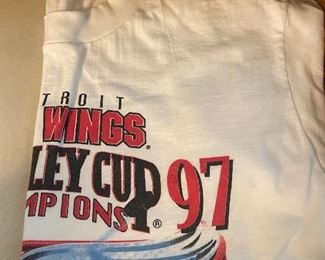 TROIT
WINGS®
LEY CUP 97
MPIONS ®